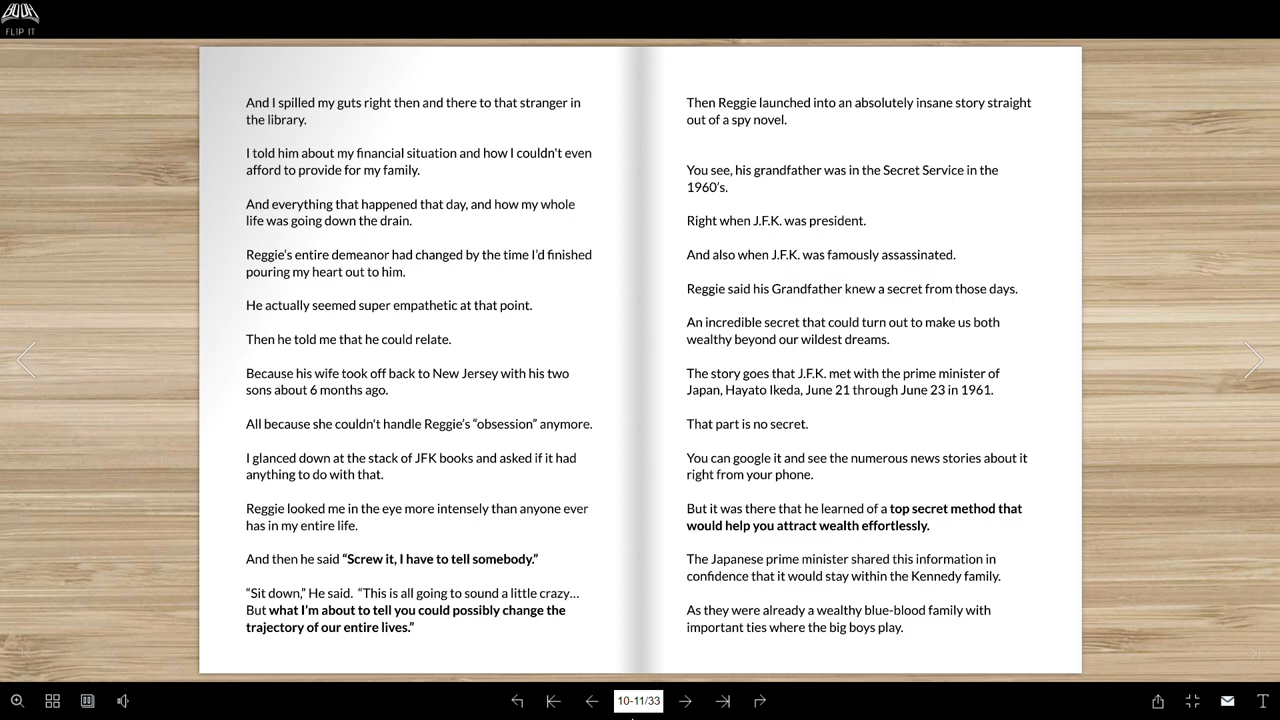 BOOK
FLIP IT
And I spilled my guts right then and there to that stranger in
the library.
I told him about my financial situation and how I couldn't even
afford to provide for my family.
And everything that happened that day, and how my whole
life was going down the drain.
Reggie’s entire demeanor had changed by the time I’d finished
pouring my heart out to him.
He actually seemed super empathetic at that point.
Then he told me that he could relate.
Because his wife took off back to New Jersey with his two
sons about 6 months ago.
All because she couldn't handle Reggie’s “obsession” anymore.
I glanced down at the stack of JFK books and asked if it had
anything to do with that.
Reggie looked me in the eye more intensely than anyone ever
has in my entire life.
And then he said “Screw it, I have to tell somebody.”
“Sit down,” He said. “This is all going to sound a little crazy…
But what I’m about to tell you could possibly change the
trajectory of our entire lives.”
Then Reggie launched into an absolutely insane story straight
out of a spy novel.
You see, his grandfather was in the Secret Service in the
1960’s.
Right when J.F.K. was president.
And also when J.F.K. was famously assassinated.
Reggie said his Grandfather knew a secret from those days.
An incredible secret that could turn out to make us both
wealthy beyond our wildest dreams.
The story goes that J.F.K. met with the prime minister of
Japan, Hayato Ikeda, June 21 through June 23 in 1961.
That part is no secret.
You can google it and see the numerous news stories about it
right from your phone.
But it was there that he learned of a top secret method that
would help you attract wealth effortlessly.
The Japanese prime minister shared this information in
confidence that it would stay within the Kennedy family.
As they were already a wealthy blue-blood family with
important ties where the big boys play.
10-11/33
T